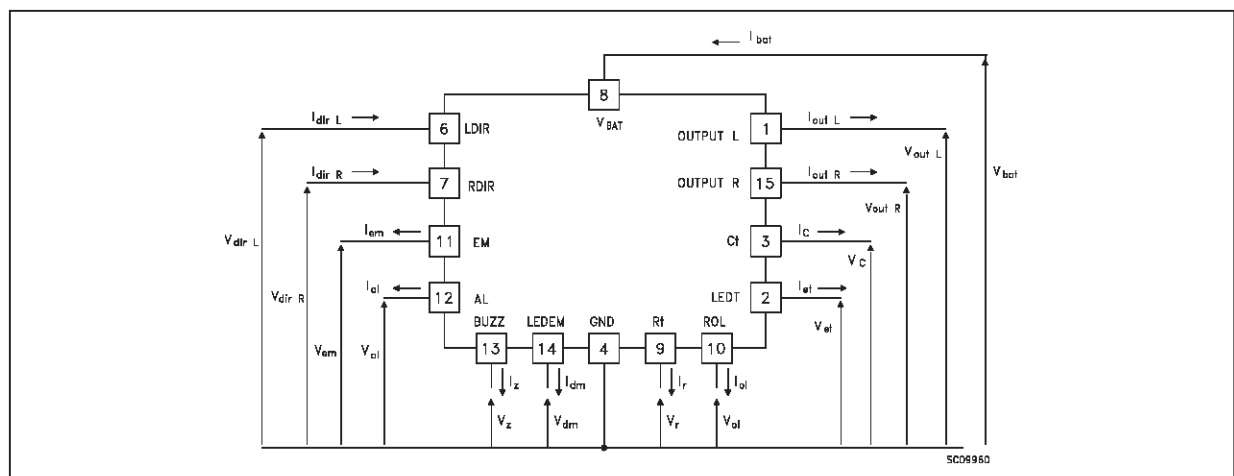 I bat
8
V BAT
I dir L
6 LDIR
OUTPUT L 1
I out L
V out L
I dir R
7 RDIR
OUTPUT R 15
I out R
V out R
V bat
I em
11 EM
Ct 3
I C
V C
V dir L
I al
12 AL
LEDT 2
I et
V dir R
BUZZ LEDEM GND Rt ROL
13 14 4 9 10
V em
V al
V et
I z I dm I r I ol
V z V dm V r V ol
SC09960